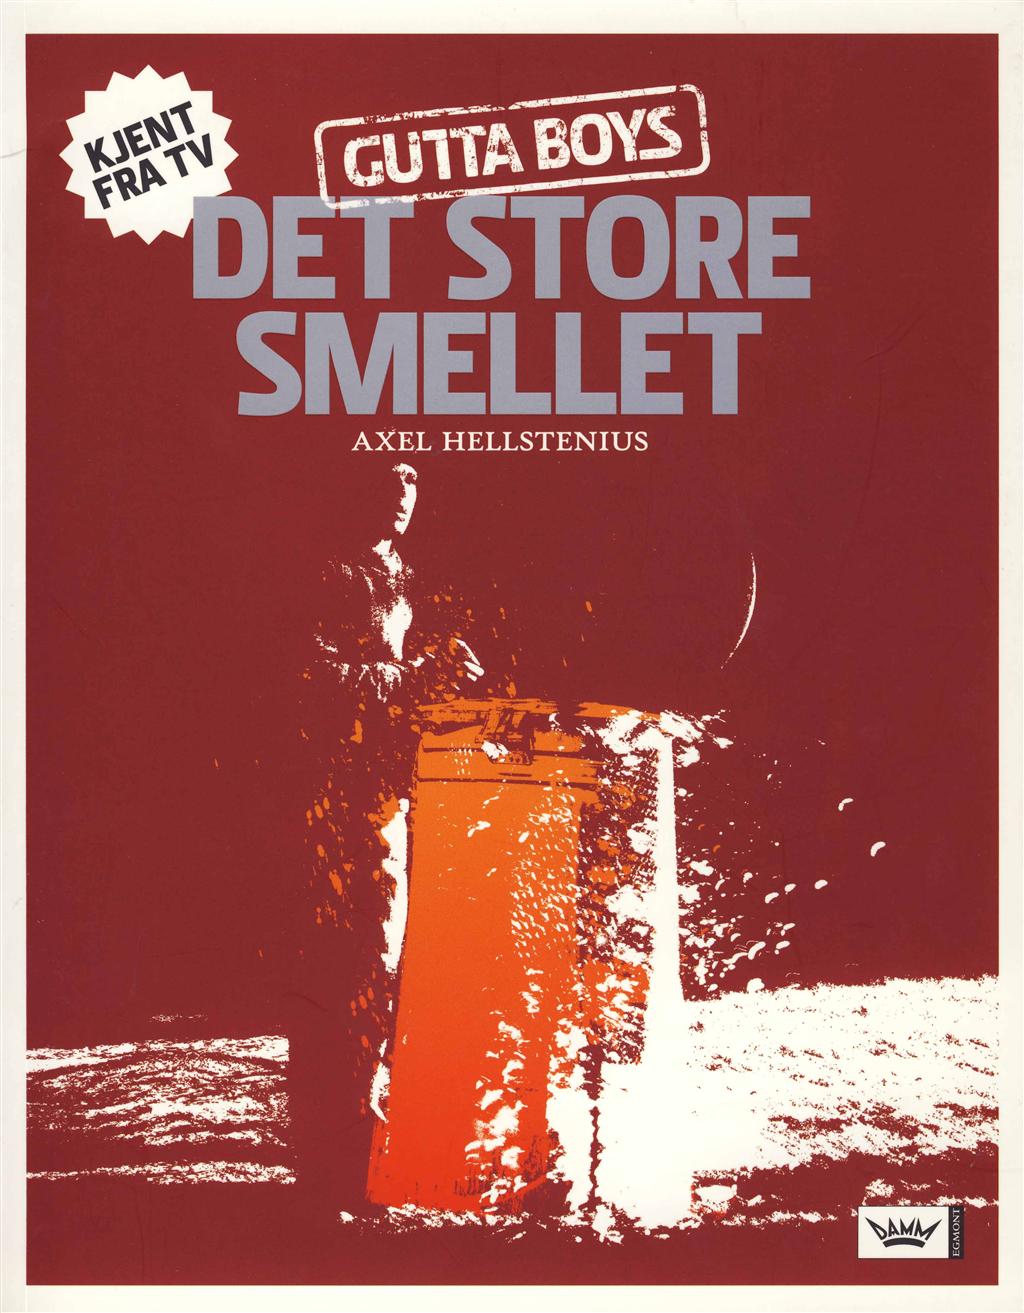 KJENT
FRA TV
GUTTA BOYS
DET STORE
SMELLET
AXEL HELLSTENIUS
DAMM
EGMONT